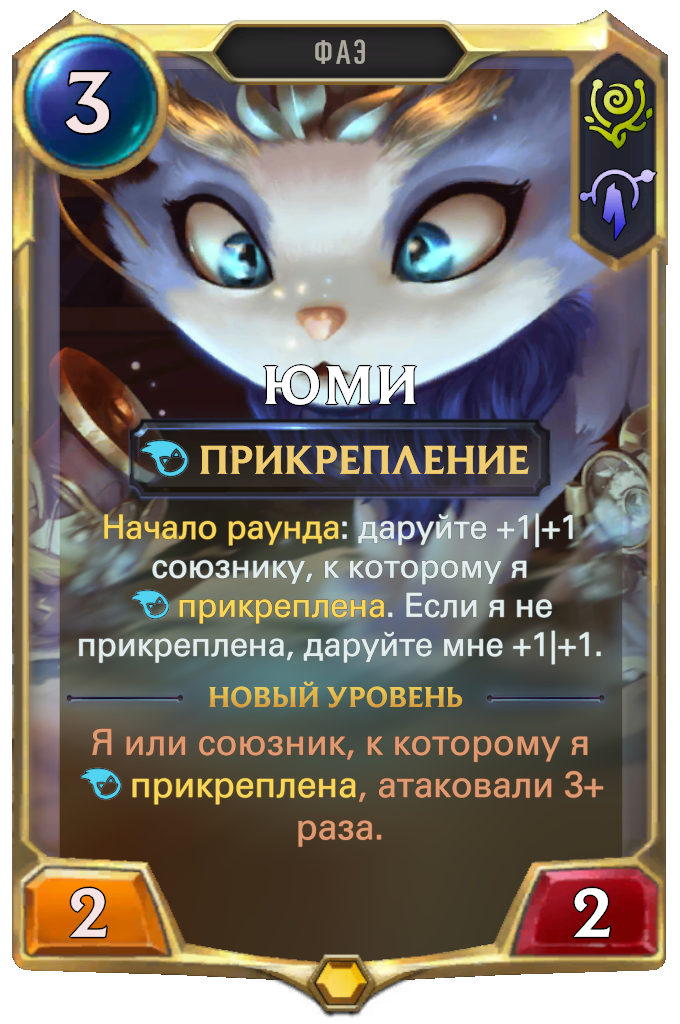 ФАЭ
3
ЮМИ
ПРИКРЕПЛЕНИЕ
Начало раунда: даруйте +1|+1
союзнику, к которому я
прикреплена. Если я не
прикреплена, даруйте мне +1|+1.
НОВЫЙ УРОВЕНЬ
Я или союзник, к которому я
прикреплена, атаковали 3+
раза.
2
2